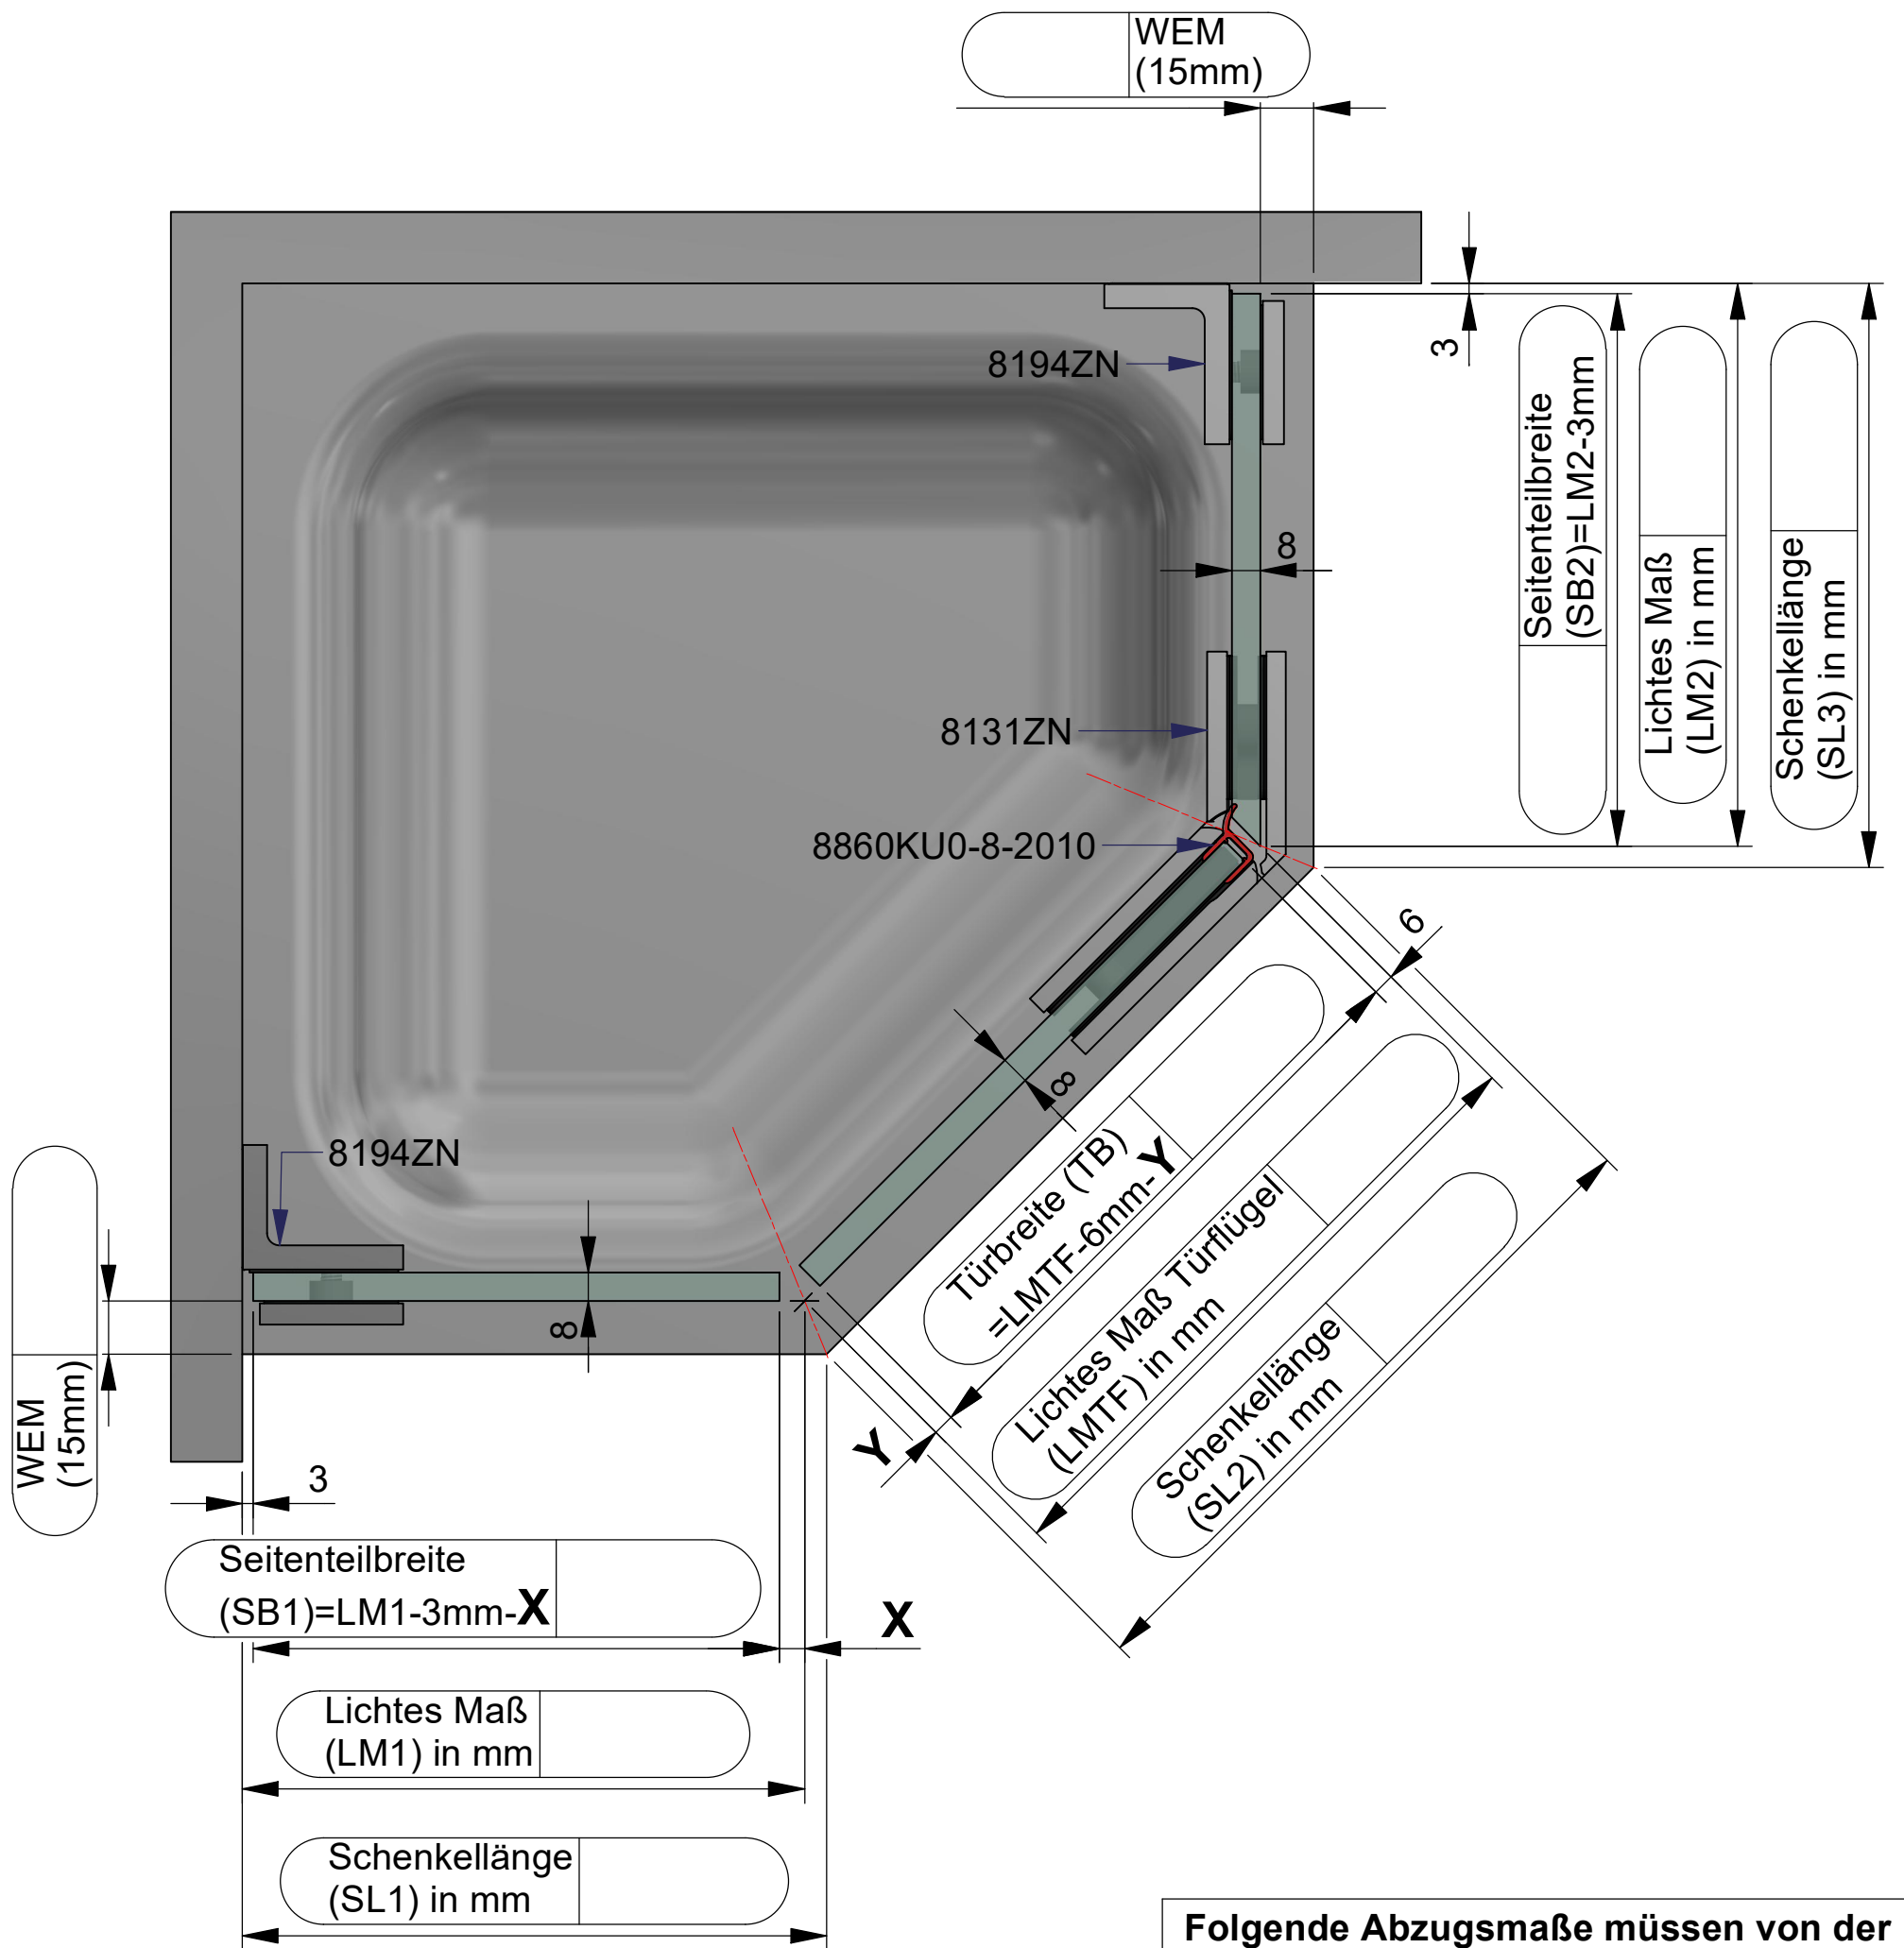 WEM
(15mm)
8194ZN
3
Seitenteilbreite
(SB2)=LM2-3mm
Lichtes Maß
(LM2) in mm
Schenkellänge
(SL3) in mm
8
8131ZN
8860KU0-8-2010
6
8
Türbreite (TB)
=LMTF-6mm-Y
Lichtes Maß Türflügel
(LMTF) in mm
Schenkellänge
(SL2) in mm
Y
8194ZN
8
WEM
(15mm)
3
Seitenteilbreite
(SB1)=LM1-3mm-X
X
Lichtes Maß
(LM1) in mm
Schenkellänge
(SL1) in mm
Folgende Abzugsmaße müssen von der